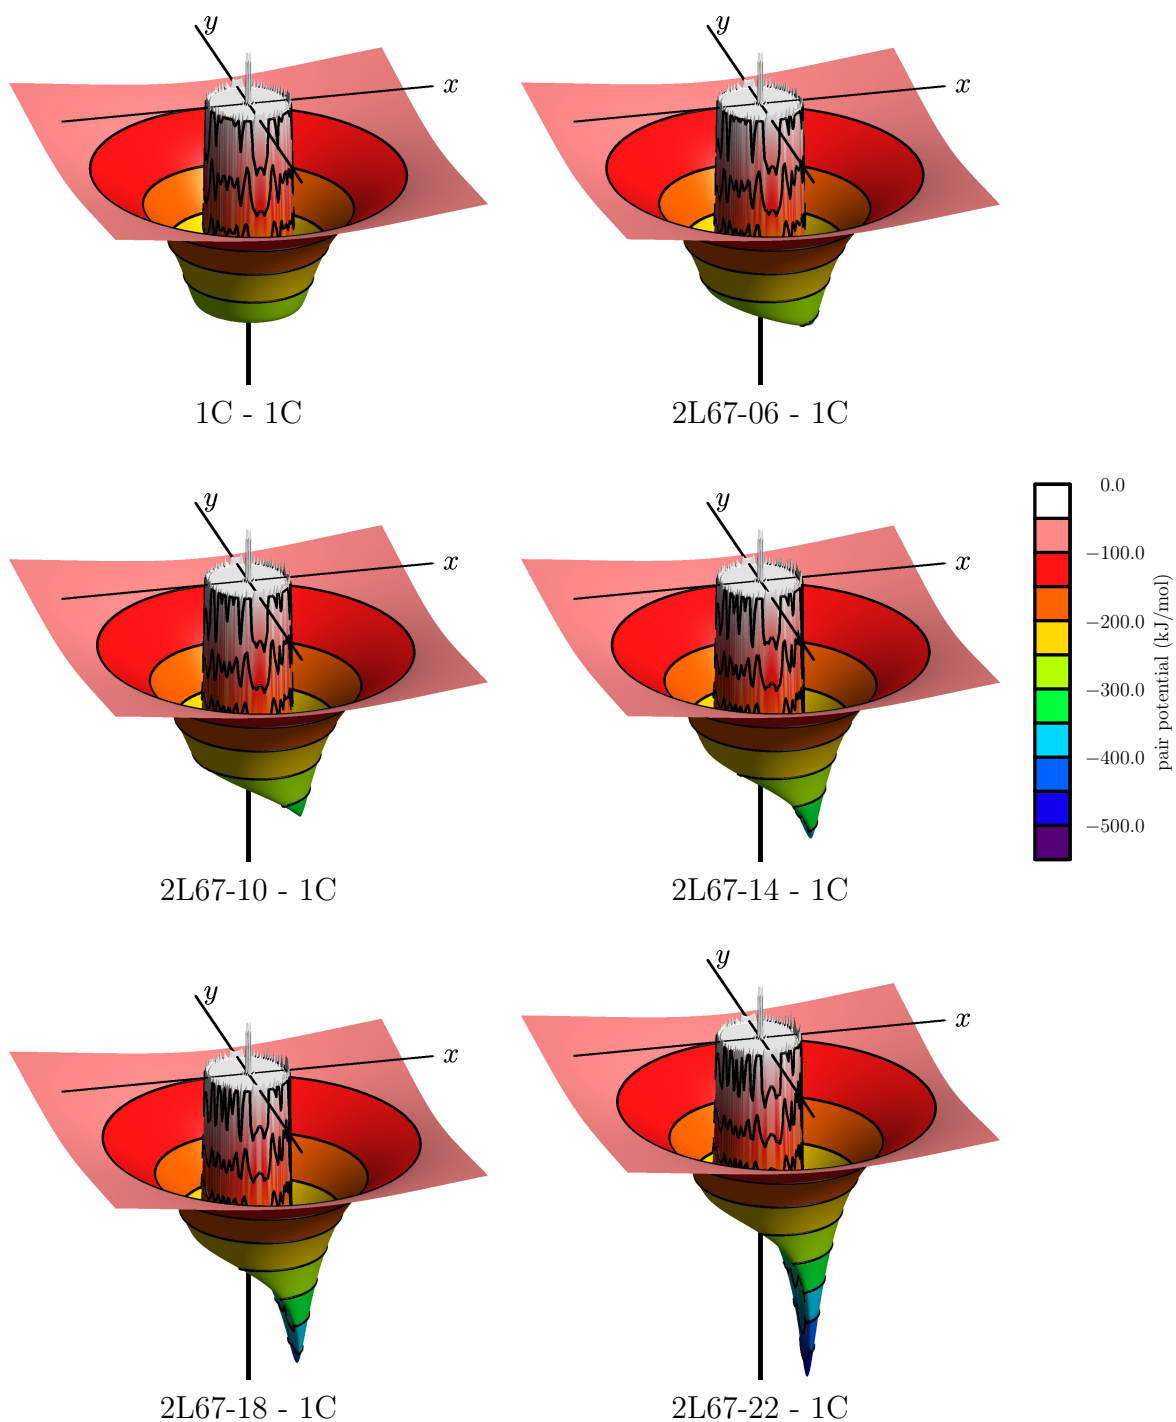 y
x
1C - 1C
y
x
2L67-06 - 1C
y
x
2L67-10 - 1C
y
x
2L67-14 - 1C
0.0
−100.0
−200.0
−300.0
−400.0
−500.0
pair potential (kJ/mol)
y
x
2L67-18 - 1C
y
x
2L67-22 - 1C